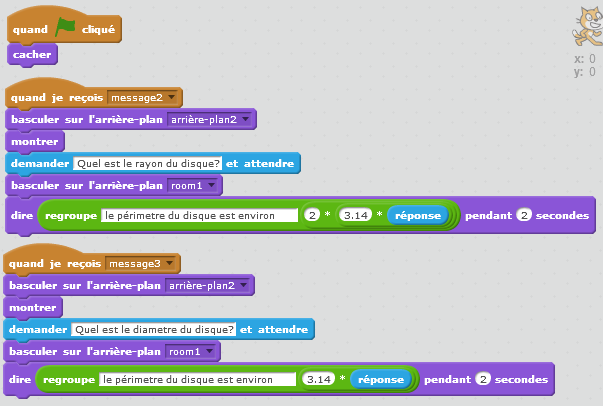 quand cliqué
cacher
x: 0
y: 0
quand je reçois message2
basculer sur l'arrière-plan arrière-plan2
montrer
demander Quel est le rayon du disque? et attendre
basculer sur l'arrière-plan room1
dire regroupe le périmetre du disque est environ 2 * 3.14 * réponse pendant 2 secondes
quand je reçois message3
basculer sur l'arrière-plan arrière-plan2
montrer
demander Quel est le diametre du disque? et attendre
basculer sur l'arrière-plan room1
dire regroupe le périmetre du disque est environ 3.14 * réponse pendant 2 secondes